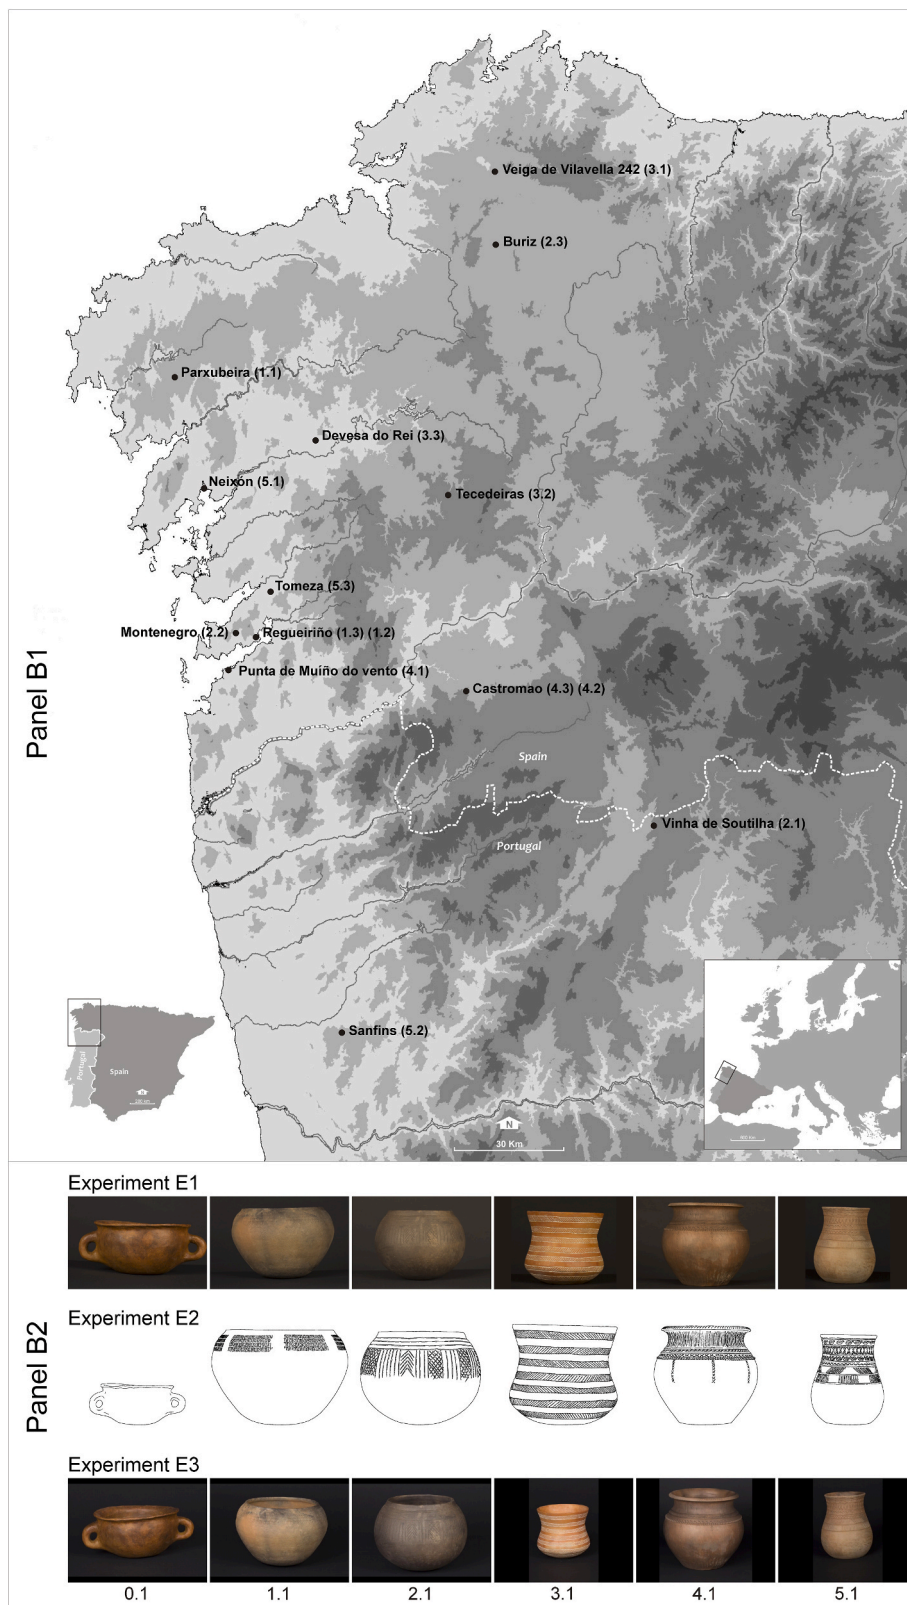 Panel B1
Veiga de Vilavella 242 (3.1)
Buriz (2.3)
Parxubeira (1.1)
Devesa do Rei (3.3)
Neixón (5.1)
Tecedeiras (3.2)
Tomeza (5.3)
Montenegro (2.2)
Regueiriño (1.3) (1.2)
Punta de Muíño do vento (4.1)
Castromao (4.3) (4.2)
Spain
Vinha de Soutilha (2.1)
Portugal
Sanfins (5.2)
Portugal
Spain
N
30 Km
Panel B2
Experiment E1
Experiment E2
Experiment E3
0.1 1.1 2.1 3.1 4.1 5.1